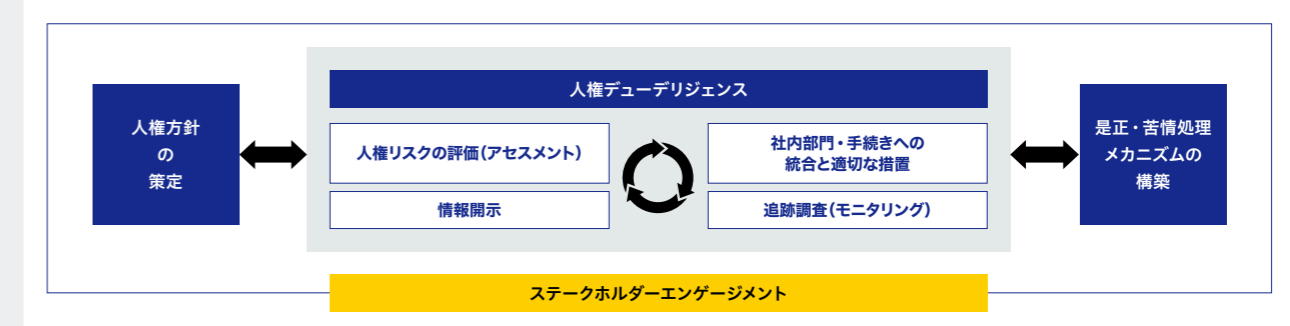 人権方針
の
策定
人権デューデリジェンス
人権リスクの評価(アセスメント)
社内部門・手続きへの
統合と適切な措置
情報開示
追跡調査(モニタリング)
是正・苦情処理
メカニズムの
構築
ステークホルダーエンゲージメント